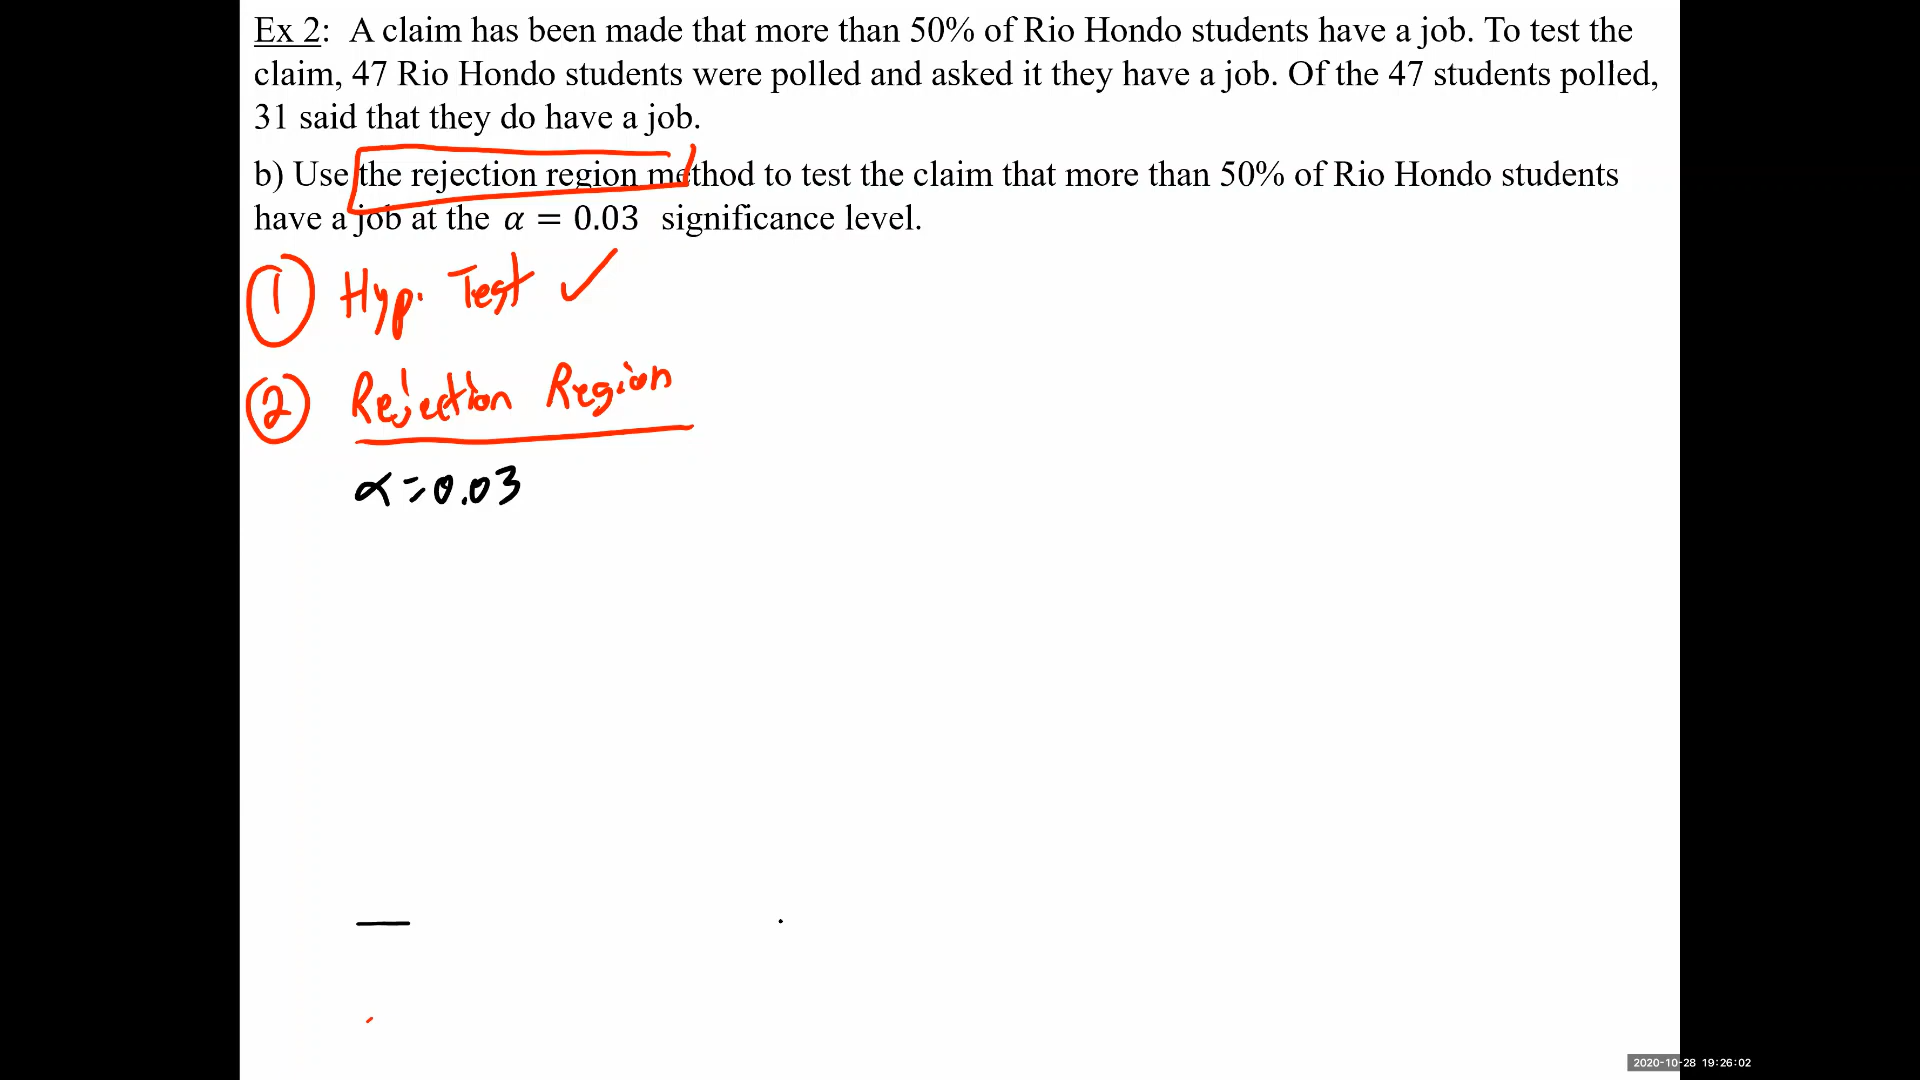 Ex 2: A claim has been made that more than 50% of Rio Hondo students have a job. To test the
claim, 47 Rio Hondo students were polled and asked it they have a job. Of the 47 students polled,
31 said that they do have a job.
b) Use the rejection region method to test the claim that more than 50% of Rio Hondo students
have a job at the α = 0.03 significance level.
1 Hyp. Test ✓
2 Rejection Region
α = 0.03
2020-10-28 19:26:02